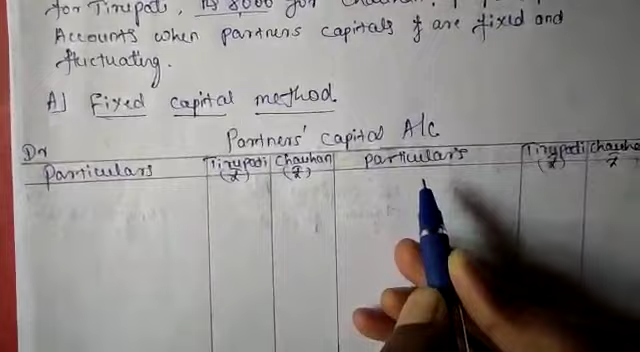 for Tirupati, Rs 8000 for Chauhan.
Accounts when partners capitals are fixed and
fluctuating.
A] Fixed capital method
Partners' capital A/c
Dr
Particulars Tirupati (₹) Chauhan (₹) particulars Tirupati (₹) Chauha ₹